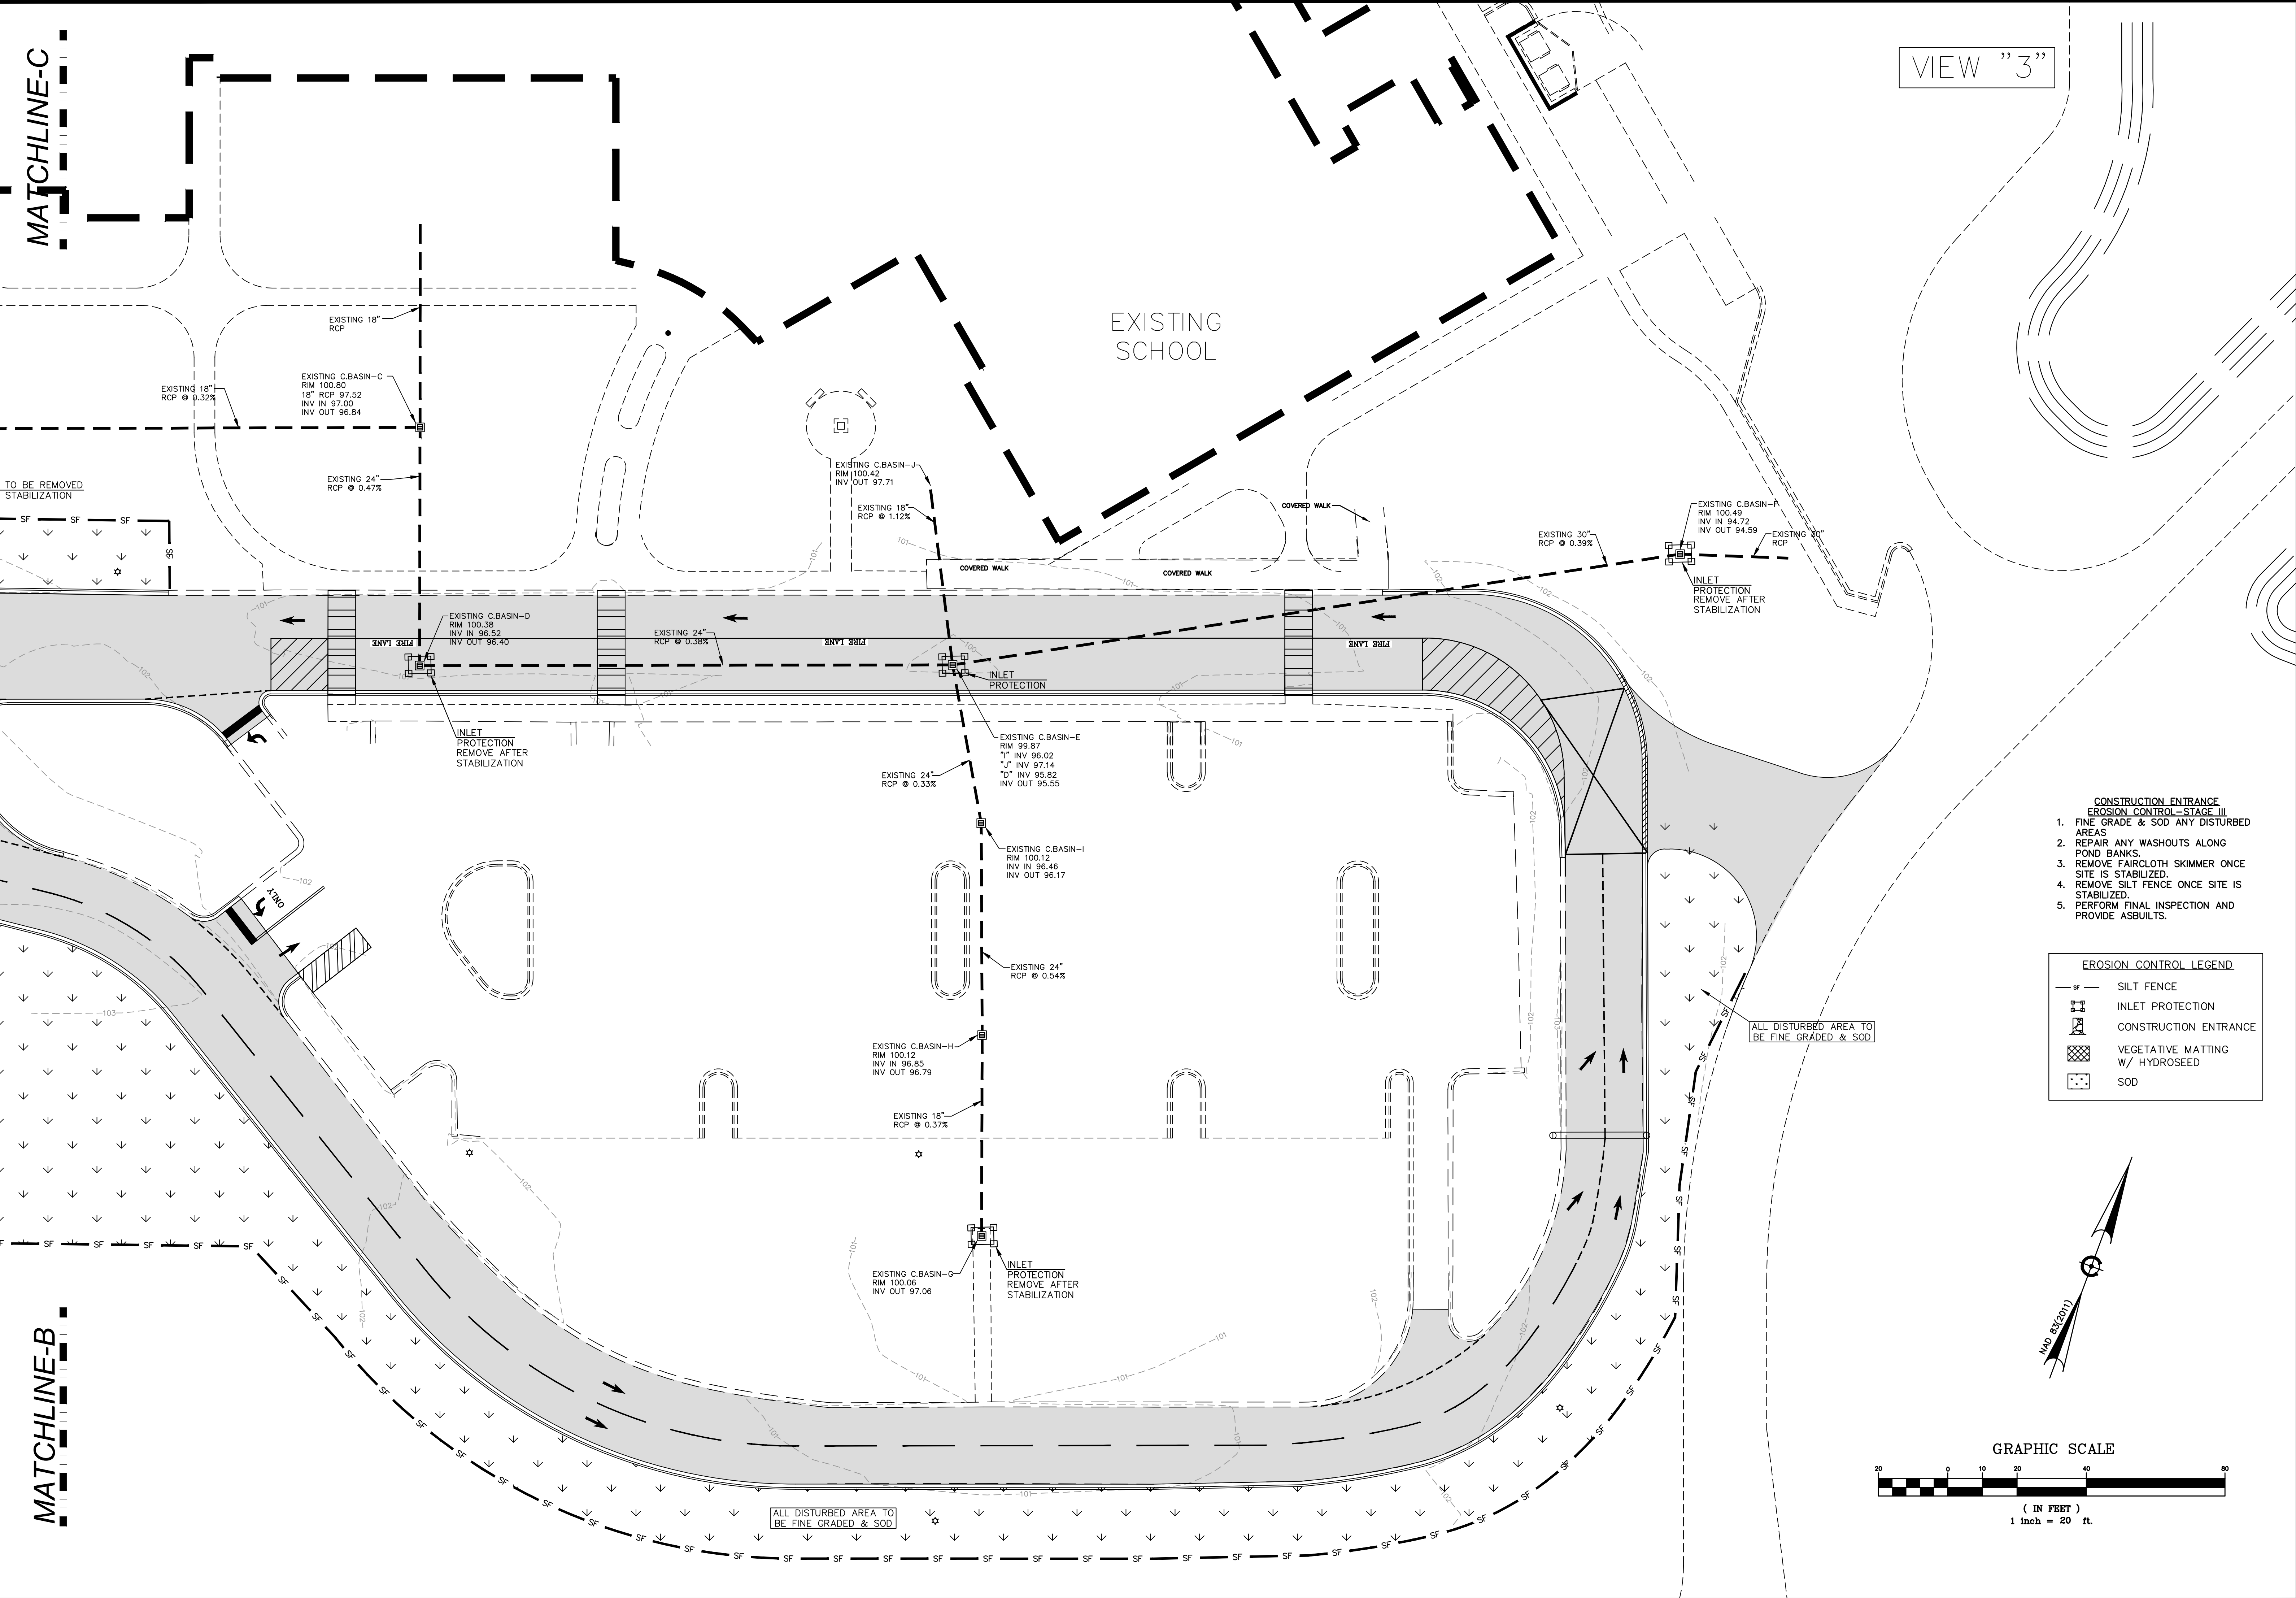 MATCHLINE-C
VIEW "3"
EXISTING
SCHOOL
EXISTING 18"
RCP
EXISTING 18"
RCP @ 0.32%
EXISTING C.BASIN-C
RIM 100.80
18" RCP 97.52
INV IN 97.00
INV OUT 96.84
EXISTING 24"
RCP @ 0.47%
TO BE REMOVED
STABILIZATION
SF SF SF
SF
EXISTING C.BASIN-J
RIM 100.42
INV OUT 97.71
EXISTING 18"
RCP @ 1.12%
COVERED WALK
COVERED WALK
COVERED WALK
EXISTING 30"
RCP @ 0.39%
EXISTING C.BASIN-F
RIM 100.49
INV IN 94.72
INV OUT 94.59
EXISTING 30"
RCP
INLET
PROTECTION
REMOVE AFTER
STABILIZATION
EXISTING C.BASIN-D
RIM 100.38
INV IN 96.52
INV OUT 96.40
EXISTING 24"
RCP @ 0.38%
FIRE LANE
FIRE LANE
FIRE LANE
INLET
PROTECTION
INLET
PROTECTION
REMOVE AFTER
STABILIZATION
EXISTING C.BASIN-E
RIM 99.87
"I" INV 96.02
"J" INV 97.14
"D" INV 95.82
INV OUT 95.55
EXISTING 24"
RCP @ 0.33%
EXISTING C.BASIN-I
RIM 100.12
INV IN 96.46
INV OUT 96.17
ONLY
EXISTING 24"
RCP @ 0.54%
EXISTING C.BASIN-H
RIM 100.12
INV IN 96.85
INV OUT 96.79
EXISTING 18"
RCP @ 0.37%
EXISTING C.BASIN-G
RIM 100.06
INV OUT 97.06
INLET
PROTECTION
REMOVE AFTER
STABILIZATION
ALL DISTURBED AREA TO
BE FINE GRADED & SOD
ALL DISTURBED AREA TO
BE FINE GRADED & SOD
MATCHLINE-B
CONSTRUCTION ENTRANCE
EROSION CONTROL-STAGE III
1. FINE GRADE & SOD ANY DISTURBED
AREAS
2. REPAIR ANY WASHOUTS ALONG
POND BANKS.
3. REMOVE FAIRCLOTH SKIMMER ONCE
SITE IS STABILIZED.
4. REMOVE SILT FENCE ONCE SITE IS
STABILIZED.
5. PERFORM FINAL INSPECTION AND
PROVIDE ASBUILTS.
EROSION CONTROL LEGEND
SF SILT FENCE
INLET PROTECTION
CONSTRUCTION ENTRANCE
VEGETATIVE MATTING
W/ HYDROSEED
SOD
NAD 83(2011)
GRAPHIC SCALE
20 0 10 20 40 80
( IN FEET )
1 inch = 20 ft.